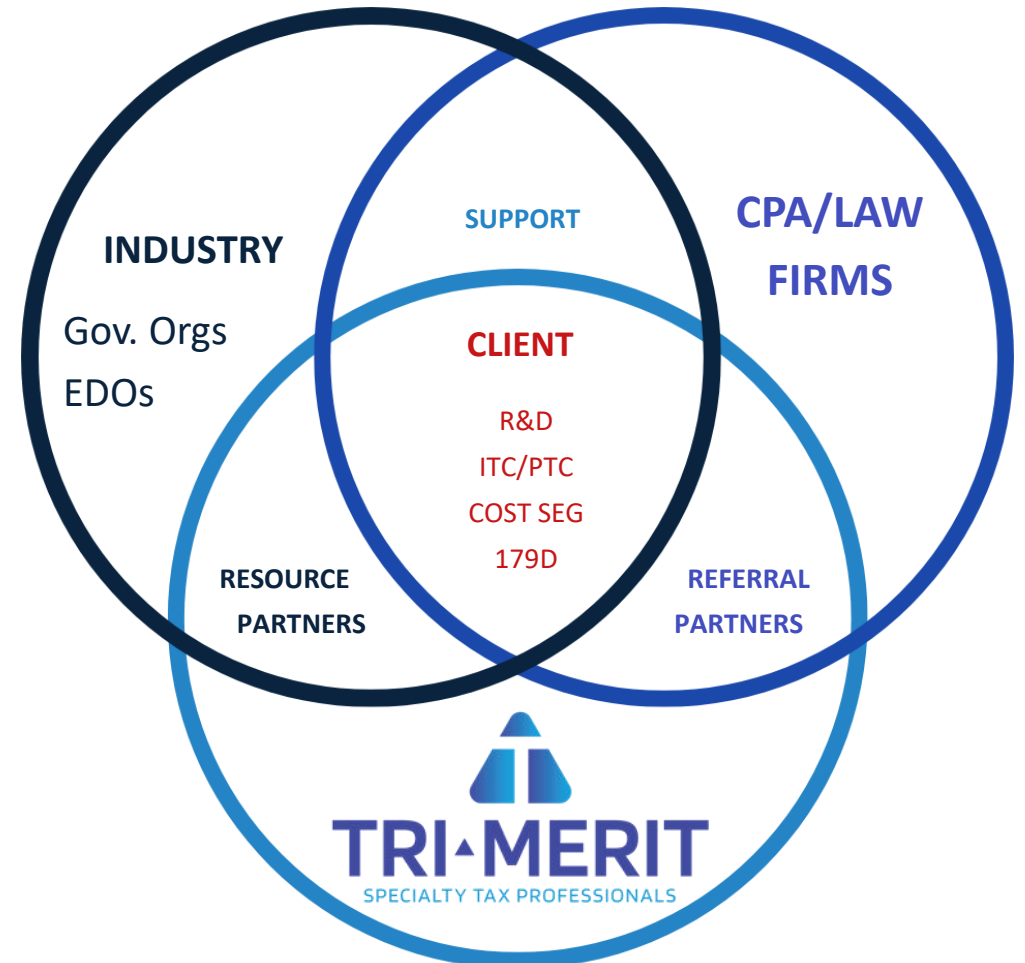 INDUSTRY
Gov. Orgs
EDOs
SUPPORT
CPA/LAW
FIRMS
CLIENT
R&D
ITC/PTC
COST SEG
179D
RESOURCE
PARTNERS
REFERRAL
PARTNERS
TRI▲MERIT
SPECIALTY TAX PROFESSIONALS